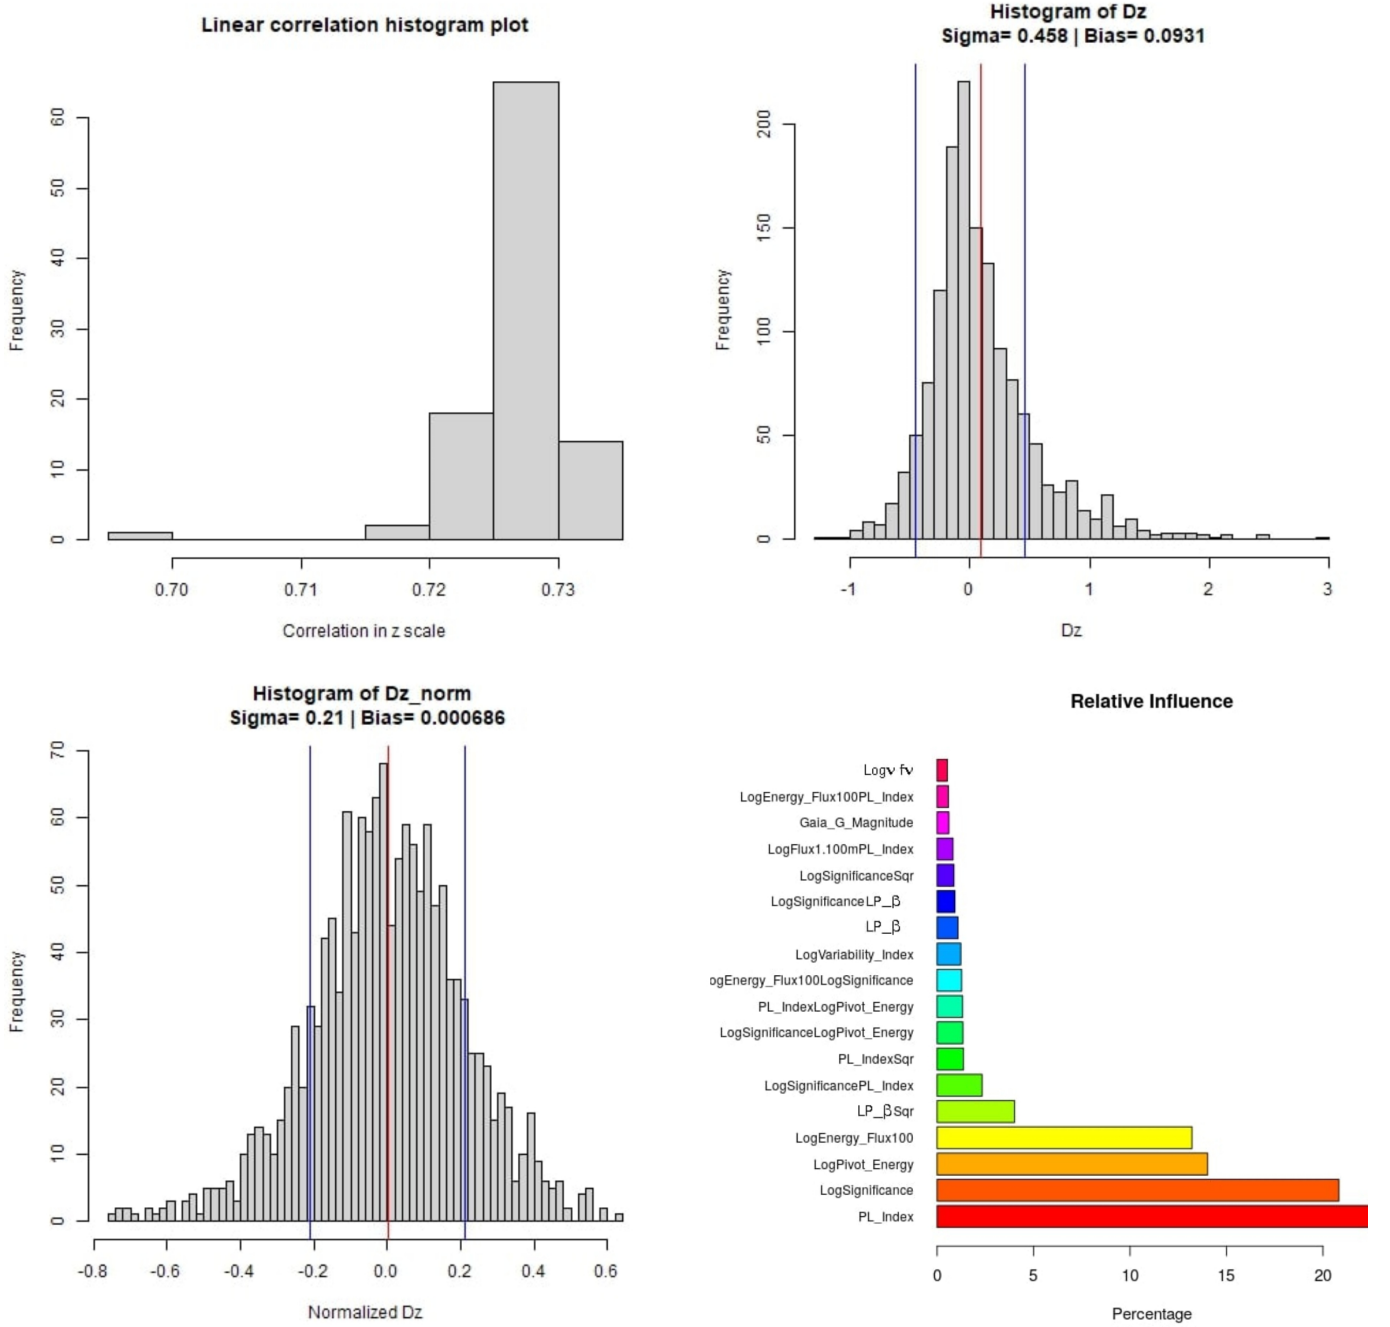 Linear correlation histogram plot
Frequency
0
10
20
30
40
50
60
0.70
0.71
0.72
0.73
Correlation in z scale
Histogram of Dz
Sigma= 0.458 | Bias= 0.0931
Frequency
0
50
100
150
200
-1
0
1
2
3
Dz
Histogram of Dz_norm
Sigma= 0.21 | Bias= 0.000686
Frequency
0
10
20
30
40
50
60
70
-0.8
-0.6
-0.4
-0.2
0.0
0.2
0.4
0.6
Normalized Dz
Relative Influence
Logν fν
LogEnergy_Flux100PL_Index
Gaia_G_Magnitude
LogFlux1.100mPL_Index
LogSignificanceSqr
LogSignificanceLP_β
LP_β
LogVariability_Index
ogEnergy_Flux100LogSignificance
PL_IndexLogPivot_Energy
LogSignificanceLogPivot_Energy
PL_IndexSqr
LogSignificancePL_Index
LP_βSqr
LogEnergy_Flux100
LogPivot_Energy
LogSignificance
PL_Index
0
5
10
15
20
Percentage